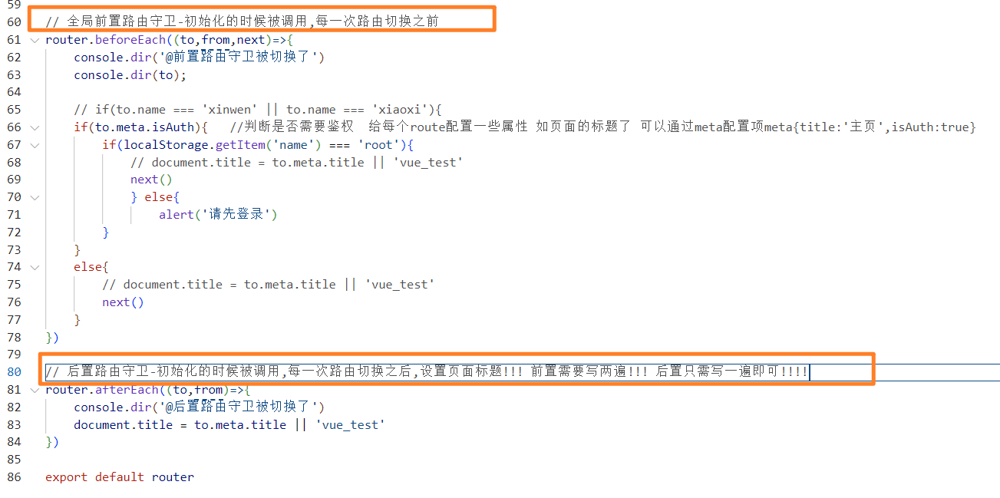 59
60 // 全局前置路由守卫-初始化的时候被调用,每一次路由切换之前
61 router.beforeEach((to,from,next)=>{
62 console.dir('@前置路由守卫被切换了')
63 console.dir(to);
64
65 // if(to.name === 'xinwen' || to.name === 'xiaoxi'){
66 if(to.meta.isAuth){ //判断是否需要鉴权 给每个route配置一些属性 如页面的标题了 可以通过meta配置项meta{title:'主页',isAuth:true}
67 if(localStorage.getItem('name') === 'root'){
68 // document.title = to.meta.title || 'vue_test'
69 next()
70 } else{
71 alert('请先登录')
72 }
73 }
74 else{
75 // document.title = to.meta.title || 'vue_test'
76 next()
77 }
78 })
79
80 // 后置路由守卫-初始化的时候被调用,每一次路由切换之后,设置页面标题!!! 前置需要写两遍!!! 后置只需写一遍即可!!!!
81 router.afterEach((to,from)=>{
82 console.dir('@后置路由守卫被切换了')
83 document.title = to.meta.title || 'vue_test'
84 })
85
86 export default router